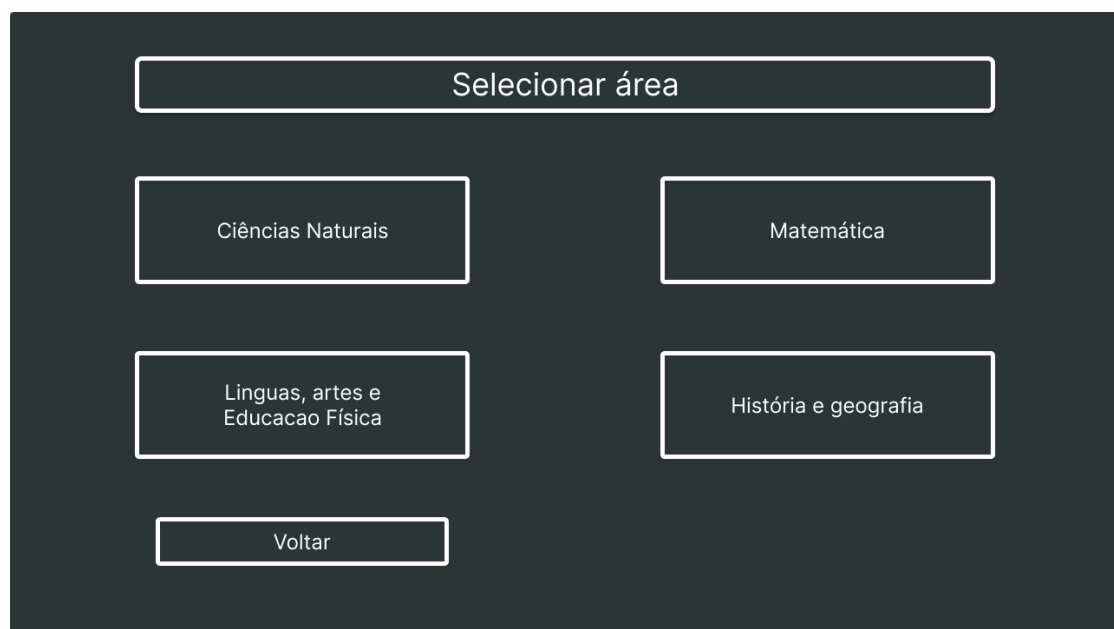 Selecionar área
Ciências Naturais
Matemática
Linguas, artes e
Educacao Física
História e geografia
Voltar